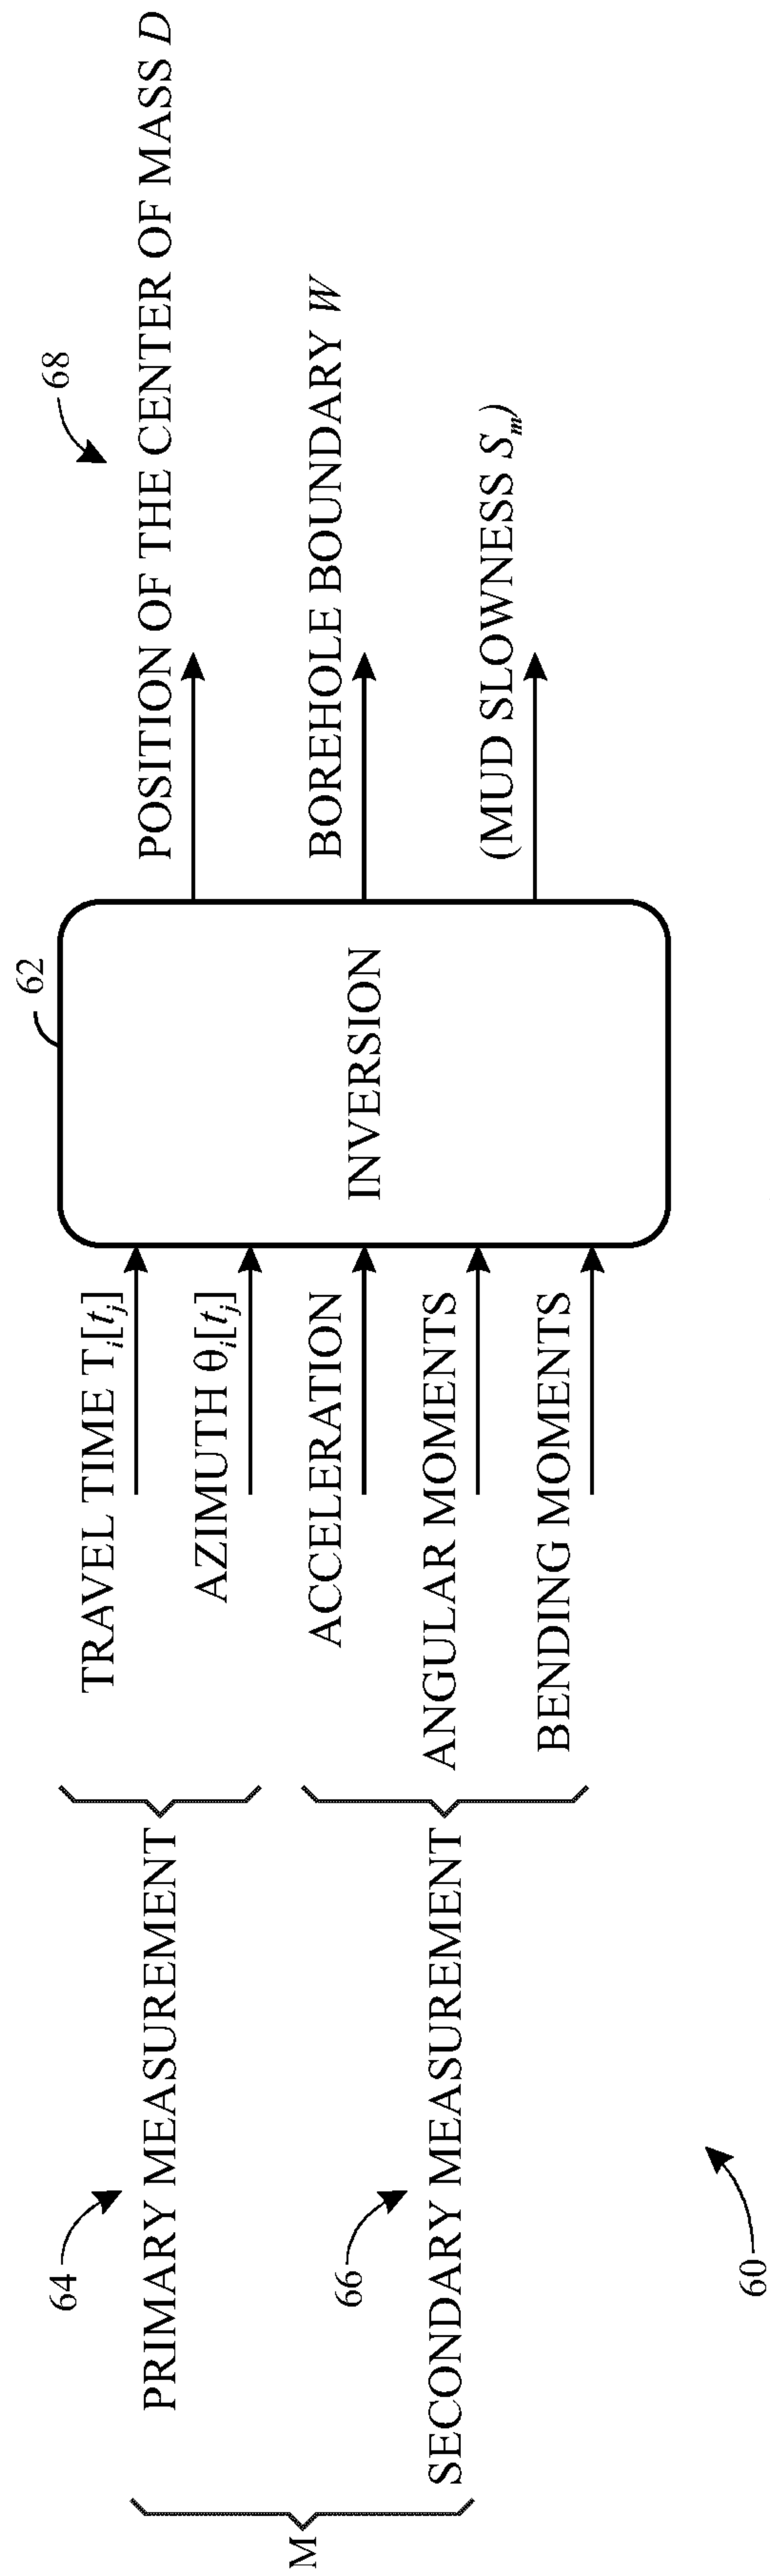 M
64
PRIMARY MEASUREMENT
66
SECONDARY MEASUREMENT
60
TRAVEL TIME Tᵢ[tⱼ]
AZIMUTH θᵢ[tⱼ]
ACCELERATION
ANGULAR MOMENTS
BENDING MOMENTS
62
INVERSION
68
POSITION OF THE CENTER OF MASS D
BOREHOLE BOUNDARY W
(MUD SLOWNESS Sₘ)